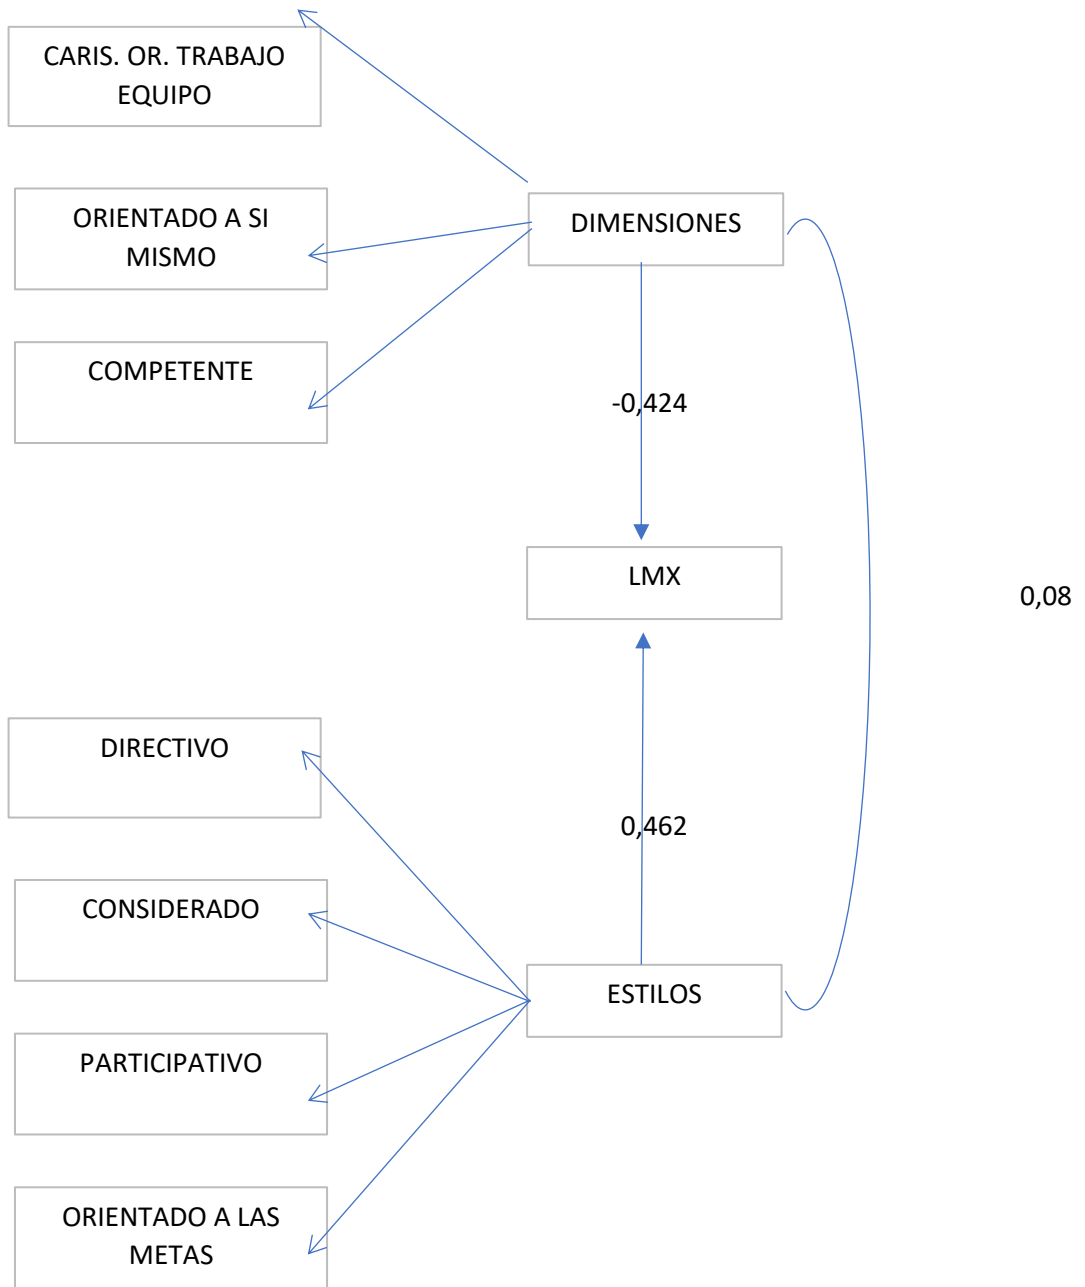 CARIS. OR. TRABAJO
EQUIPO
ORIENTADO A SI
MISMO
DIMENSIONES
COMPETENTE
-0,424
LMX
0,08
DIRECTIVO
0,462
CONSIDERADO
ESTILOS
PARTICIPATIVO
ORIENTADO A LAS
METAS